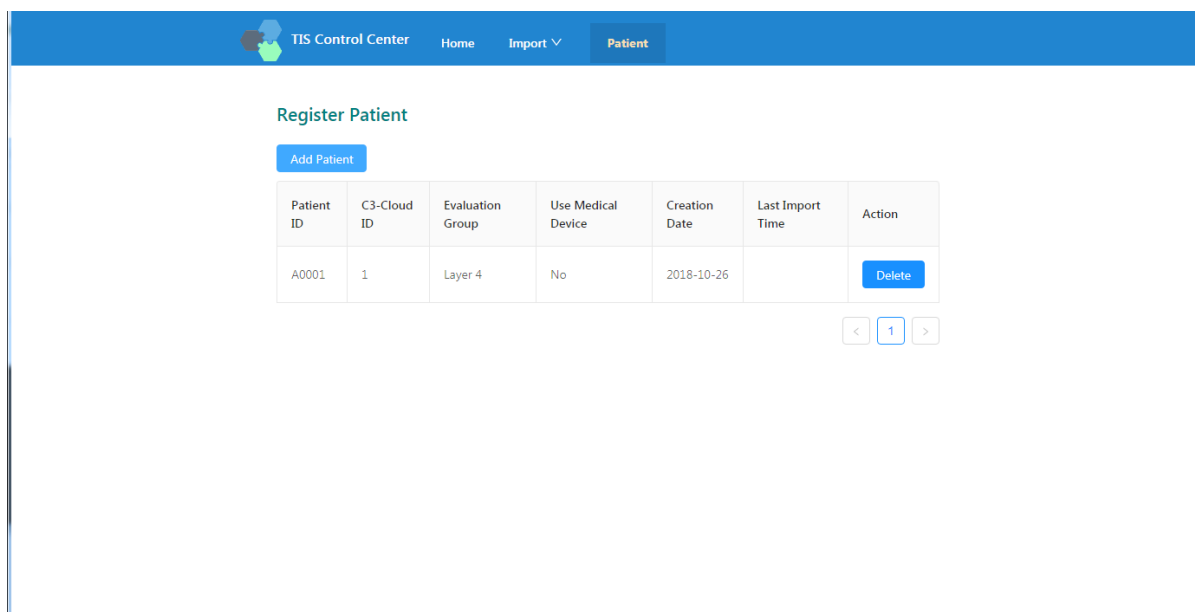 TIS Control Center Home Import Patient
Register Patient
Add Patient
Patient ID C3-Cloud ID Evaluation Group Use Medical Device Creation Date Last Import Time Action
A0001 1 Layer 4 No 2018-10-26 Delete
< 1 >